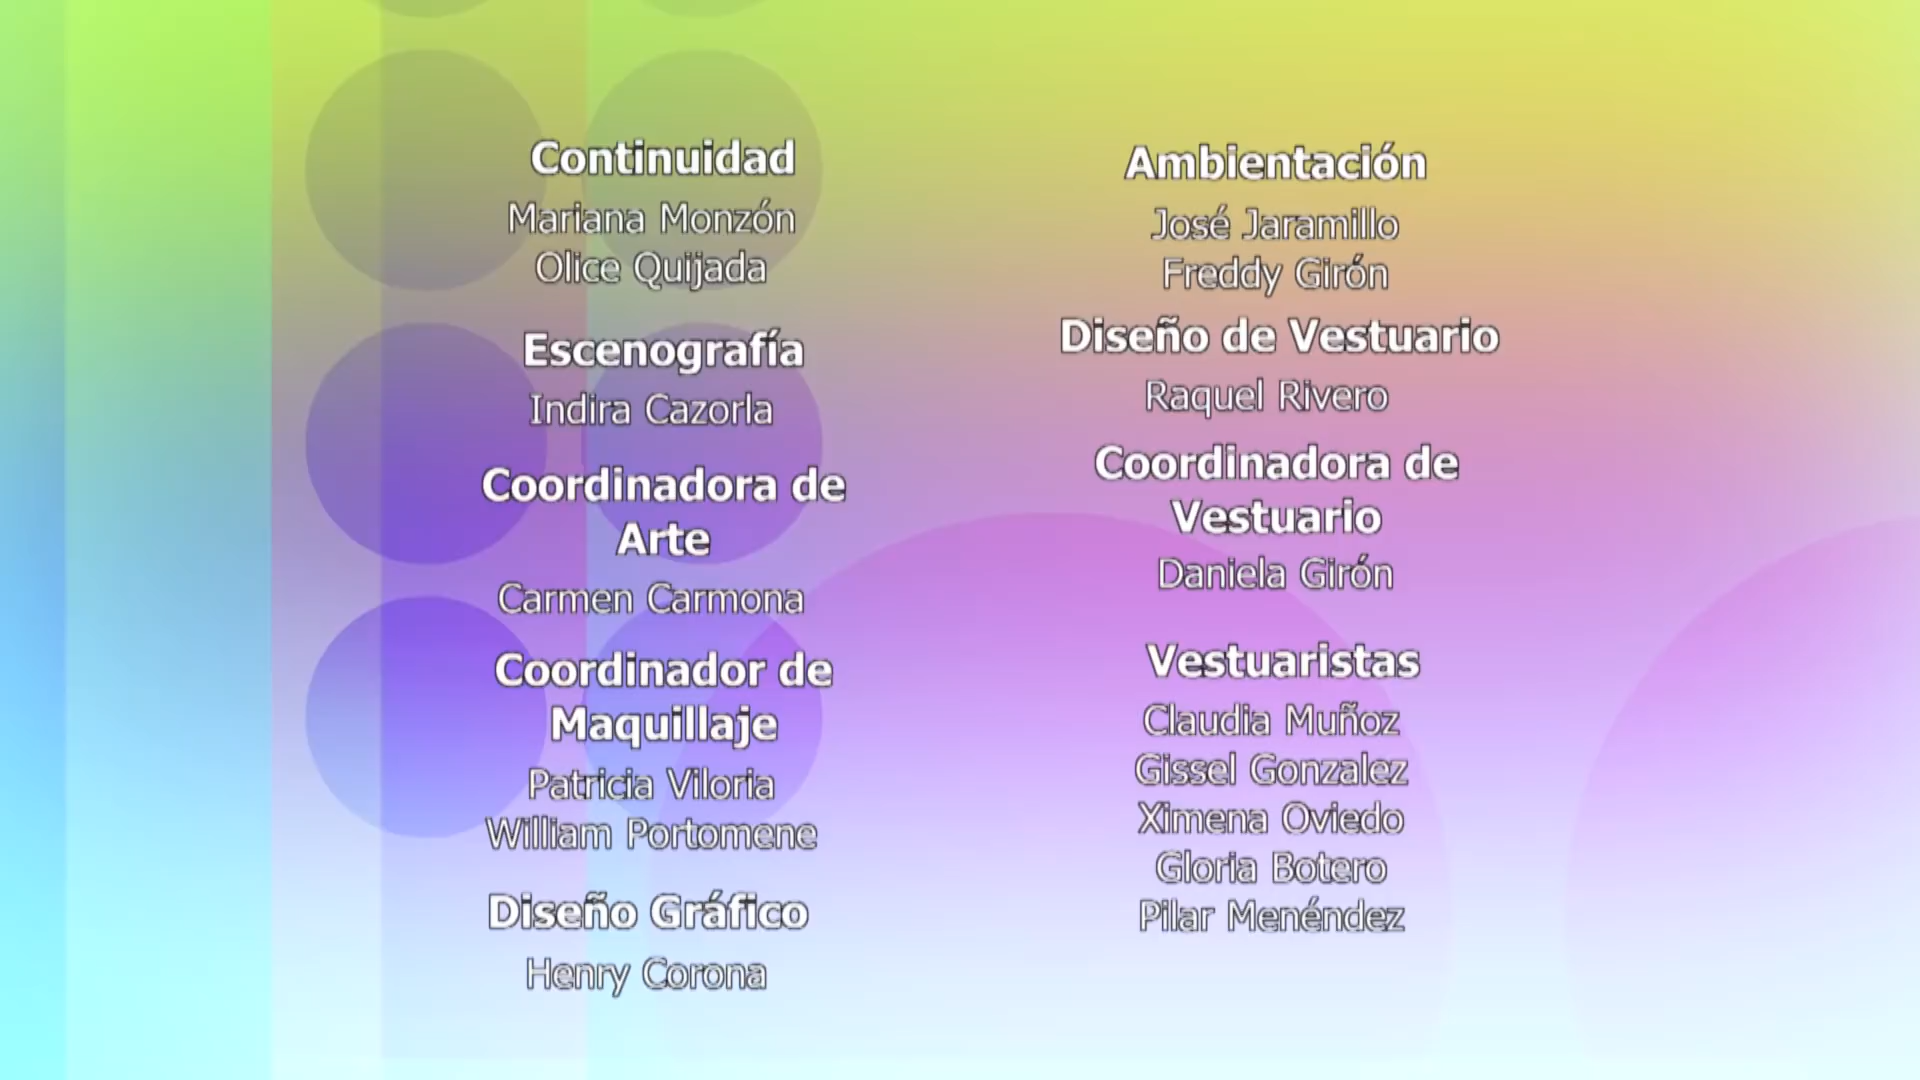 Continuidad
Mariana Monzón
Olice Quijada
Escenografía
Indira Cazorla
Coordinadora de
Arte
Carmen Carmona
Coordinador de
Maquillaje
Patricia Viloria
William Portomene
Diseño Gráfico
Henry Corona
Ambientación
José Jaramillo
Freddy Girón
Diseño de Vestuario
Raquel Rivero
Coordinadora de
Vestuario
Daniela Girón
Vestuaristas
Claudia Muñoz
Gissel Gonzalez
Ximena Oviedo
Gloria Botero
Pilar Menéndez